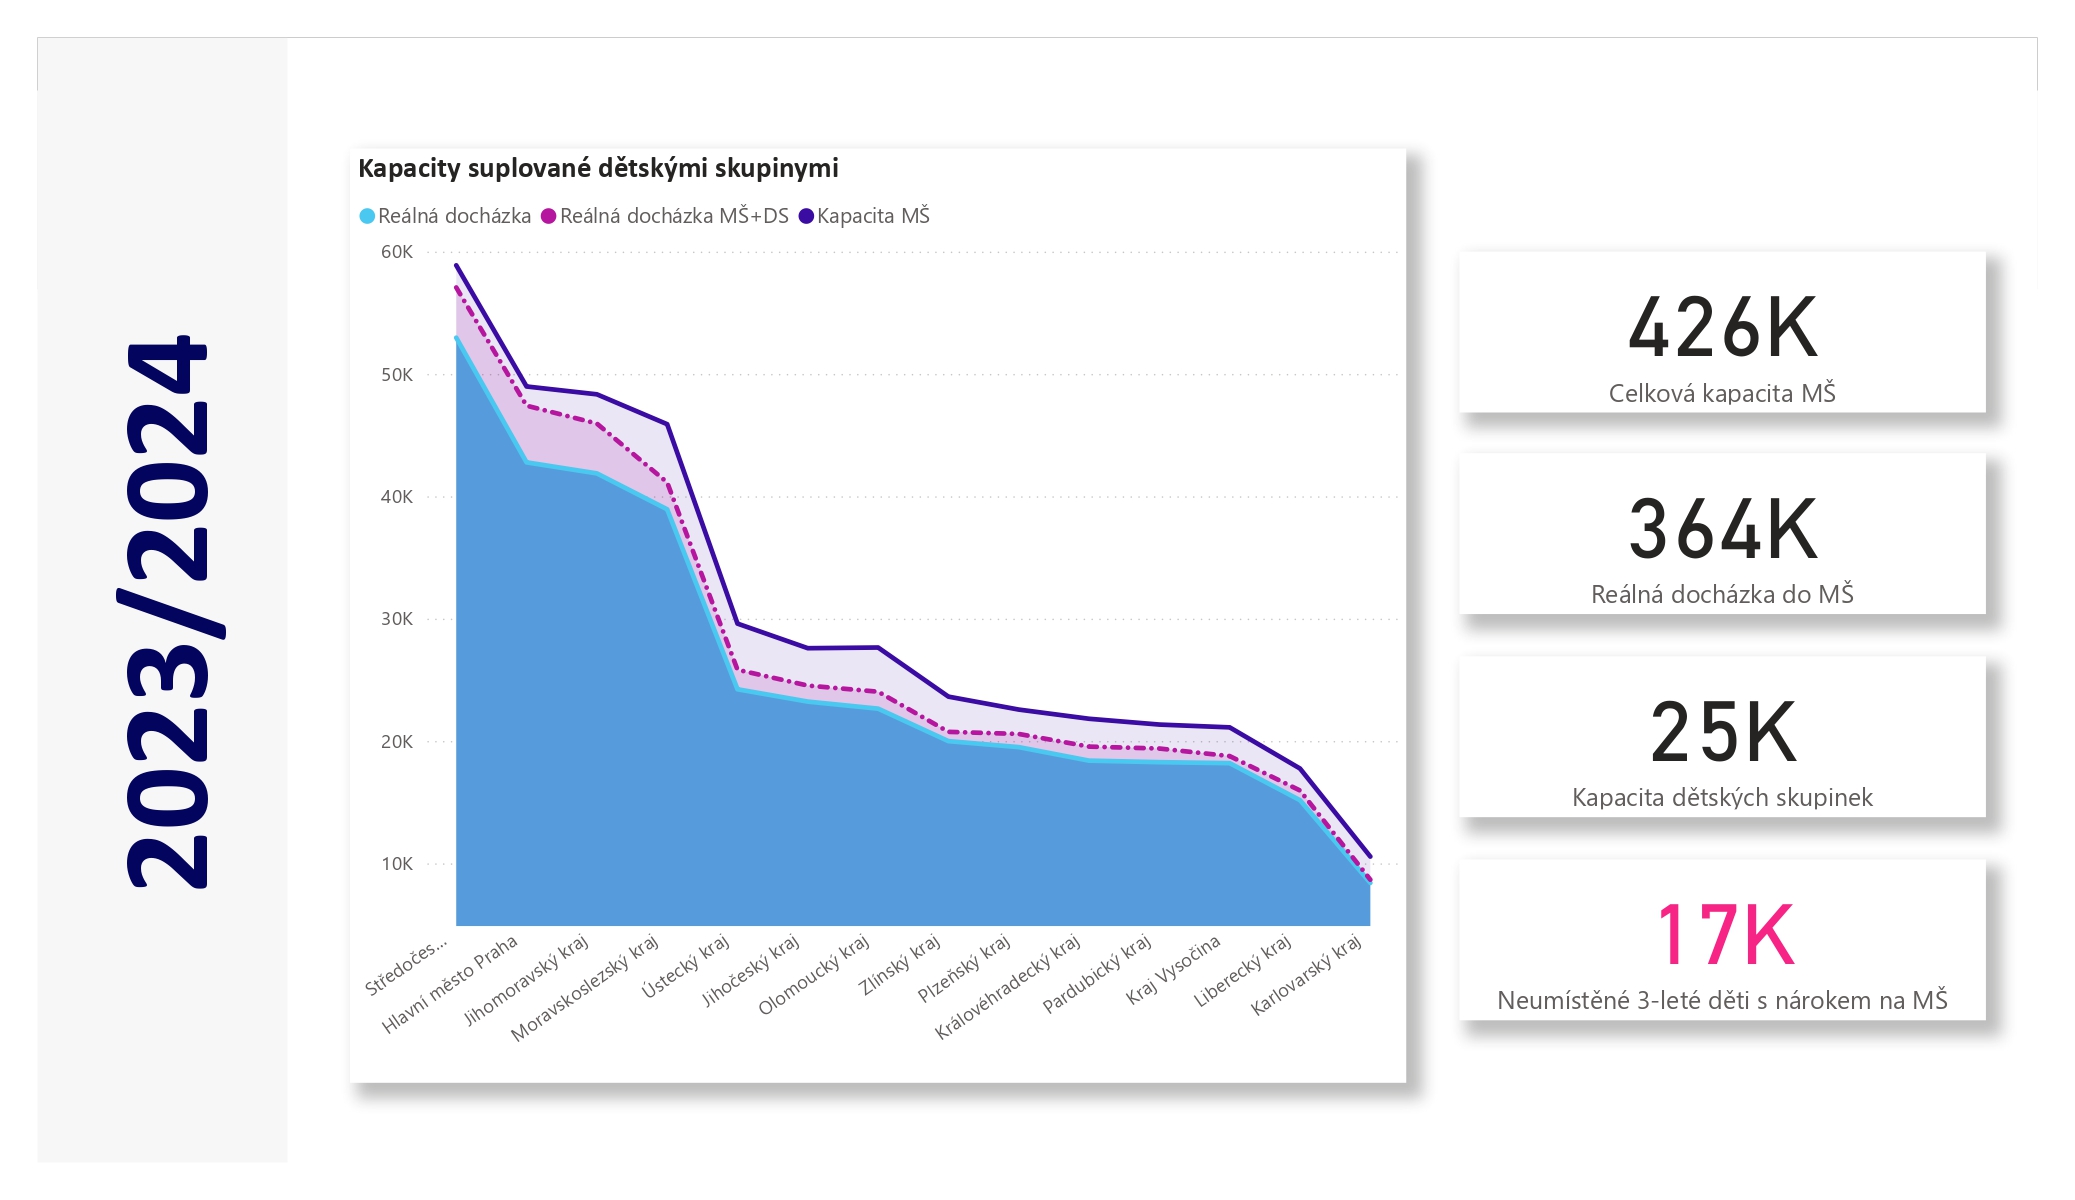 2023/2024
Kapacity suplované dětskými skupinymi
Reálná docházka Reálná docházka MŠ+DS Kapacita MŠ
60K
50K
40K
30K
20K
10K
Středočes...
Hlavní město Praha
Jihomoravský kraj
Moravskoslezský kraj
Ústecký kraj
Jihočeský kraj
Olomoucký kraj
Zlínský kraj
Plzeňský kraj
Královéhradecký kraj
Pardubický kraj
Kraj Vysočina
Liberecký kraj
Karlovarský kraj
426K
Celková kapacita MŠ
364K
Reálná docházka do MŠ
25K
Kapacita dětských skupinek
17K
Neumístěné 3-leté děti s nárokem na MŠ